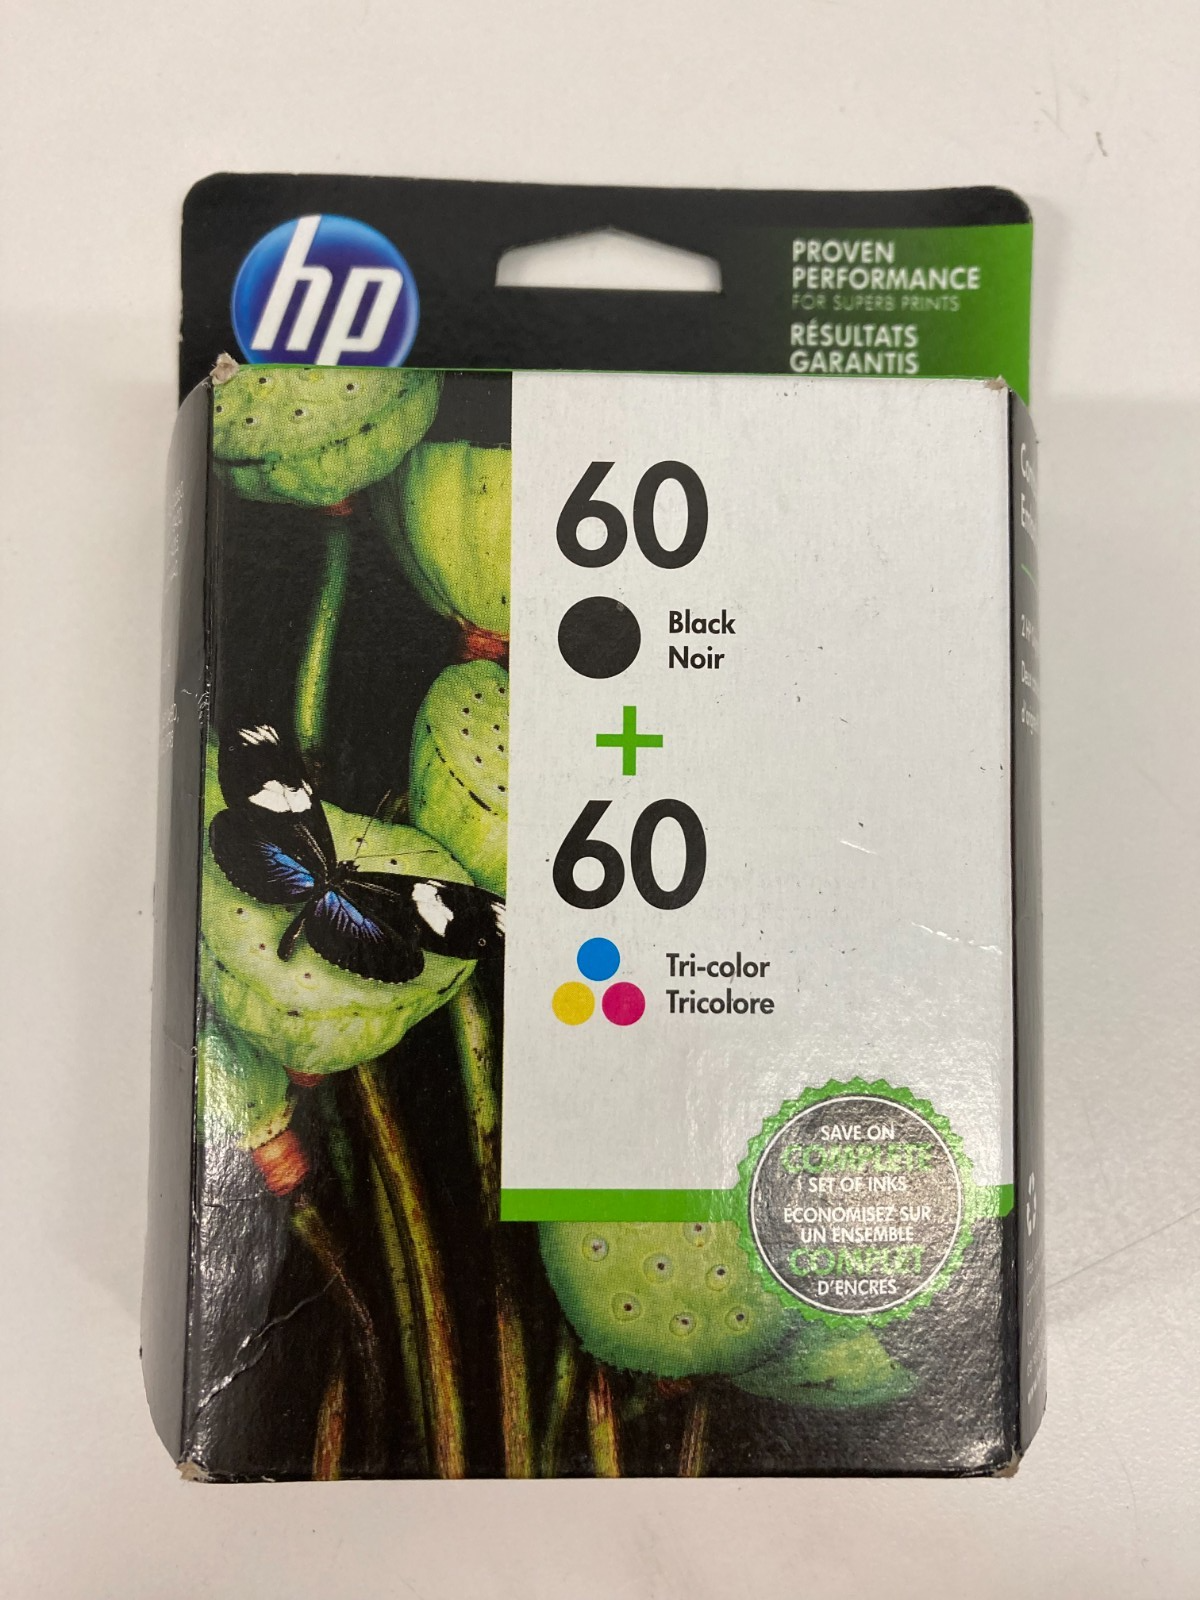 hp
PROVEN
PERFORMANCE
FOR SUPERB PRINTS
RÉSULTATS
GARANTIS
60
Black
Noir
+
60
Tri-color
Tricolore
SAVE ON
COMPLETE
SET OF INKS
ÉCONOMISEZ SUR
UN ENSEMBLE
COMPLET
D'ENCRES